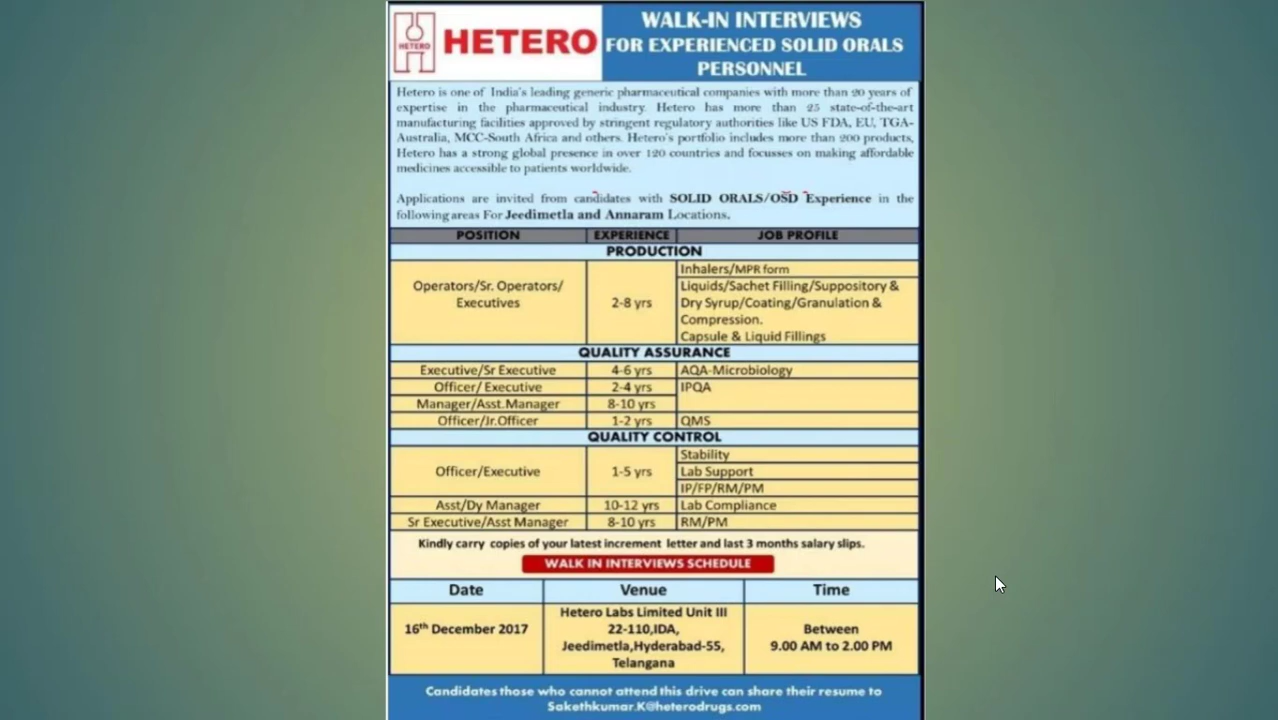 HETERO
HETERO
WALK-IN INTERVIEWS
FOR EXPERIENCED SOLID ORALS
PERSONNEL
Hetero is one of India's leading generic pharmaceutical companies with more than 20 years of
expertise in the pharmaceutical industry. Hetero has more than 25 state-of-the-art
manufacturing facilities approved by stringent regulatory authorities like US FDA, EU, TGA-
Australia, MCC-South Africa and others. Hetero's portfolio includes more than 200 products,
Hetero has a strong global presence in over 120 countries and focusses on making affordable
medicines accessible to patients worldwide.
Applications are invited from candidates with SOLID ORALS/OSD Experience in the
following areas For Jeedimetla and Annaram Locations.
POSITION EXPERIENCE JOB PROFILE
PRODUCTION
Operators/Sr. Operators/
Executives
2-8 yrs
Inhalers/MPR form
Liquids/Sachet Filling/Suppository &
Dry Syrup/Coating/Granulation &
Compression.
Capsule & Liquid Fillings
QUALITY ASSURANCE
Executive/Sr Executive 4-6 yrs AQA-Microbiology
Officer/ Executive 2-4 yrs IPQA
Manager/Asst.Manager 8-10 yrs
Officer/Jr.Officer 1-2 yrs QMS
QUALITY CONTROL
Officer/Executive 1-5 yrs
Stability
Lab Support
IP/FP/RM/PM
Asst/Dy Manager 10-12 yrs Lab Compliance
Sr Executive/Asst Manager 8-10 yrs RM/PM
Kindly carry copies of your latest increment letter and last 3 months salary slips.
WALK IN INTERVIEWS SCHEDULE
Date Venue Time
16th December 2017
Hetero Labs Limited Unit III
22-110,IDA,
Jeedimetla,Hyderabad-55,
Telangana
Between
9.00 AM to 2.00 PM
Candidates those who cannot attend this drive can share their resume to
Sakethkumar.K@heterodrugs.com